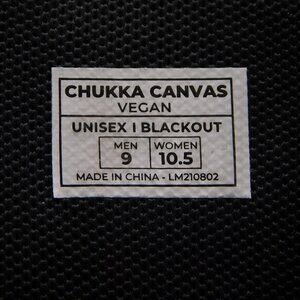 CHUKKA CANVAS
VEGAN
UNISEX | BLACKOUT
MEN WOMEN
9 10.5
MADE IN CHINA - LM210802